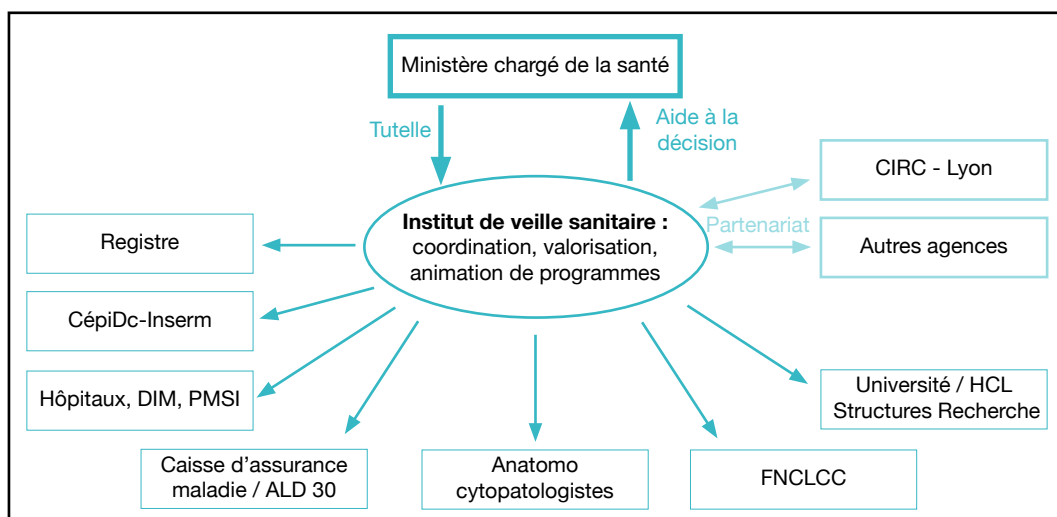 Ministère chargé de la santé
Tutelle
Aide à la
décision
CIRC - Lyon
Institut de veille sanitaire :
coordination, valorisation,
animation de programmes
Partenariat
Autres agences
Registre
CépiDc-Inserm
Hôpitaux, DIM, PMSI
Université / HCL
Structures Recherche
Caisse d'assurance
maladie / ALD 30
Anatomo
cytopatologistes
FNCLCC